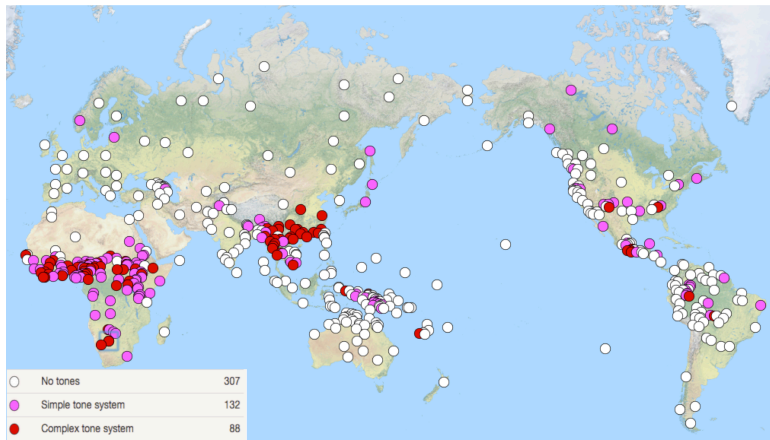 No tones 307
Simple tone system 132
Complex tone system 88